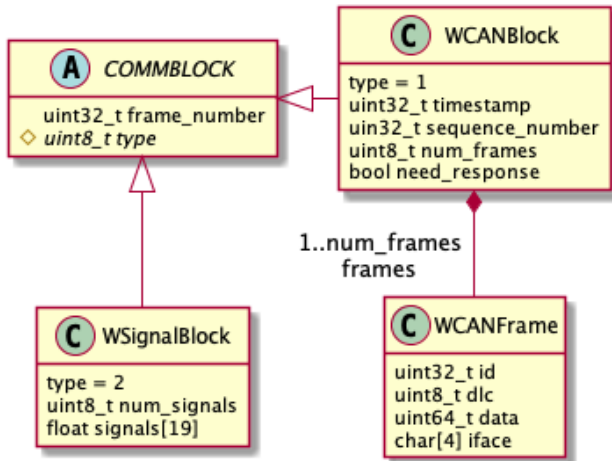 A COMMBLOCK
uint32_t frame_number
uint8_t type
C WCANBlock
type = 1
uint32_t timestamp
uin32_t sequence_number
uint8_t num_frames
bool need_response
1..num_frames
frames
C WSignalBlock
type = 2
uint8_t num_signals
float signals[19]
C WCANFrame
uint32_t id
uint8_t dlc
uint64_t data
char[4] iface